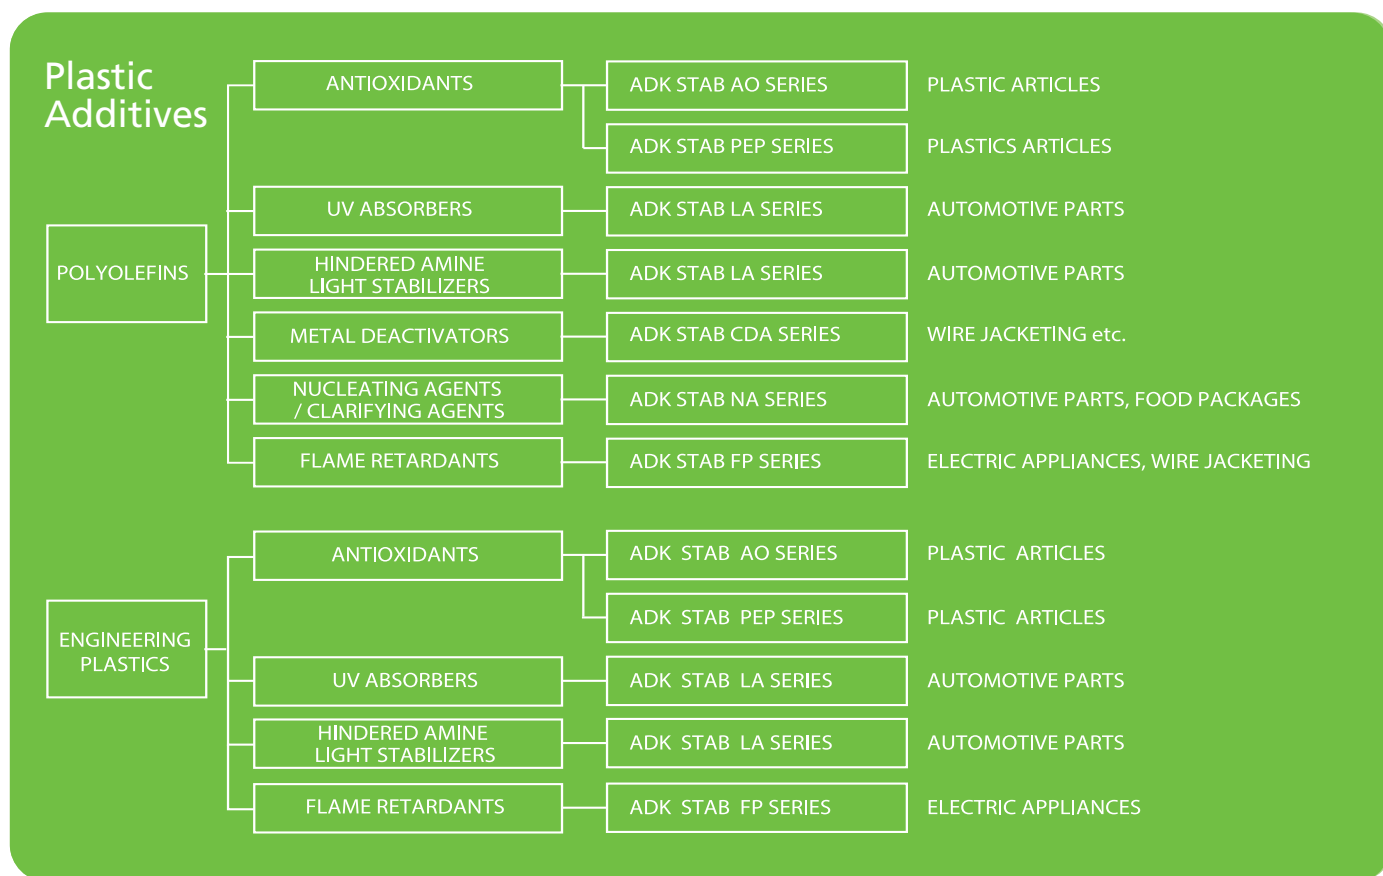 Plastic
Additives
ANTIOXIDANTS
ADK STAB AO SERIES
PLASTIC ARTICLES
ADK STAB PEP SERIES
PLASTICS ARTICLES
UV ABSORBERS
ADK STAB LA SERIES
AUTOMOTIVE PARTS
POLYOLEFINS
HINDERED AMINE
LIGHT STABILIZERS
ADK STAB LA SERIES
AUTOMOTIVE PARTS
METAL DEACTIVATORS
ADK STAB CDA SERIES
WIRE JACKETING etc.
NUCLEATING AGENTS
/ CLARIFYING AGENTS
ADK STAB NA SERIES
AUTOMOTIVE PARTS, FOOD PACKAGES
FLAME RETARDANTS
ADK STAB FP SERIES
ELECTRIC APPLIANCES, WIRE JACKETING
ANTIOXIDANTS
ADK STAB AO SERIES
PLASTIC ARTICLES
ADK STAB PEP SERIES
PLASTIC ARTICLES
ENGINEERING
PLASTICS
UV ABSORBERS
ADK STAB LA SERIES
AUTOMOTIVE PARTS
HINDERED AMINE
LIGHT STABILIZERS
ADK STAB LA SERIES
AUTOMOTIVE PARTS
FLAME RETARDANTS
ADK STAB FP SERIES
ELECTRIC APPLIANCES